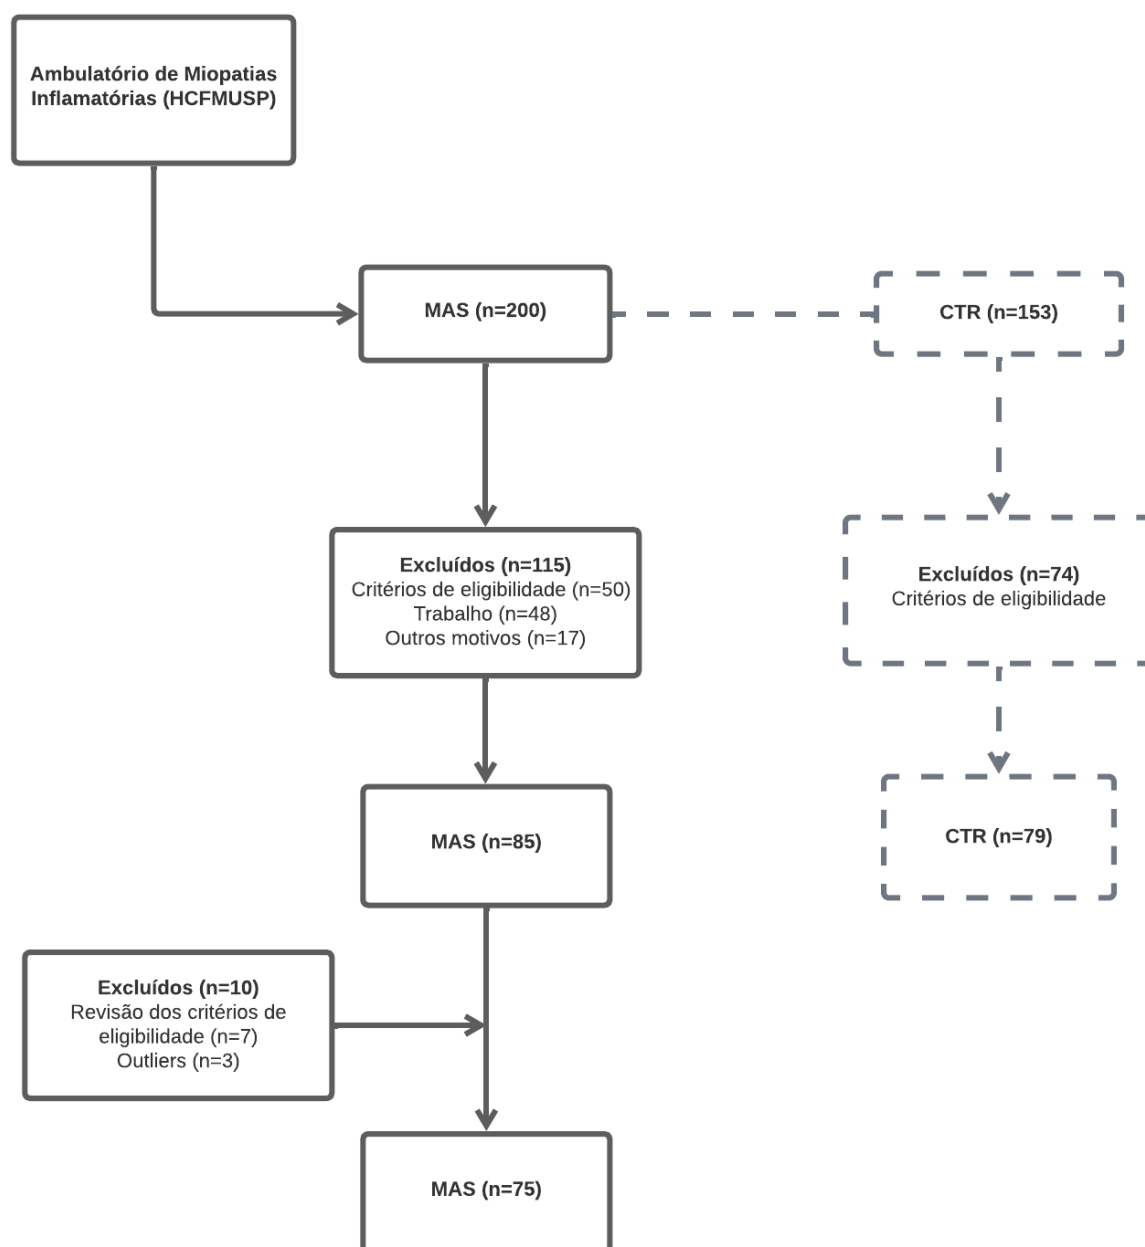 Ambulatório de Miopatias
Inflamatórias (HCFMUSP)
MAS (n=200)
CTR (n=153)
Excluídos (n=115)
Critérios de eligibilidade (n=50)
Trabalho (n=48)
Outros motivos (n=17)
Excluídos (n=74)
Critérios de eligibilidade
MAS (n=85)
CTR (n=79)
Excluídos (n=10)
Revisão dos critérios de
eligibilidade (n=7)
Outliers (n=3)
MAS (n=75)